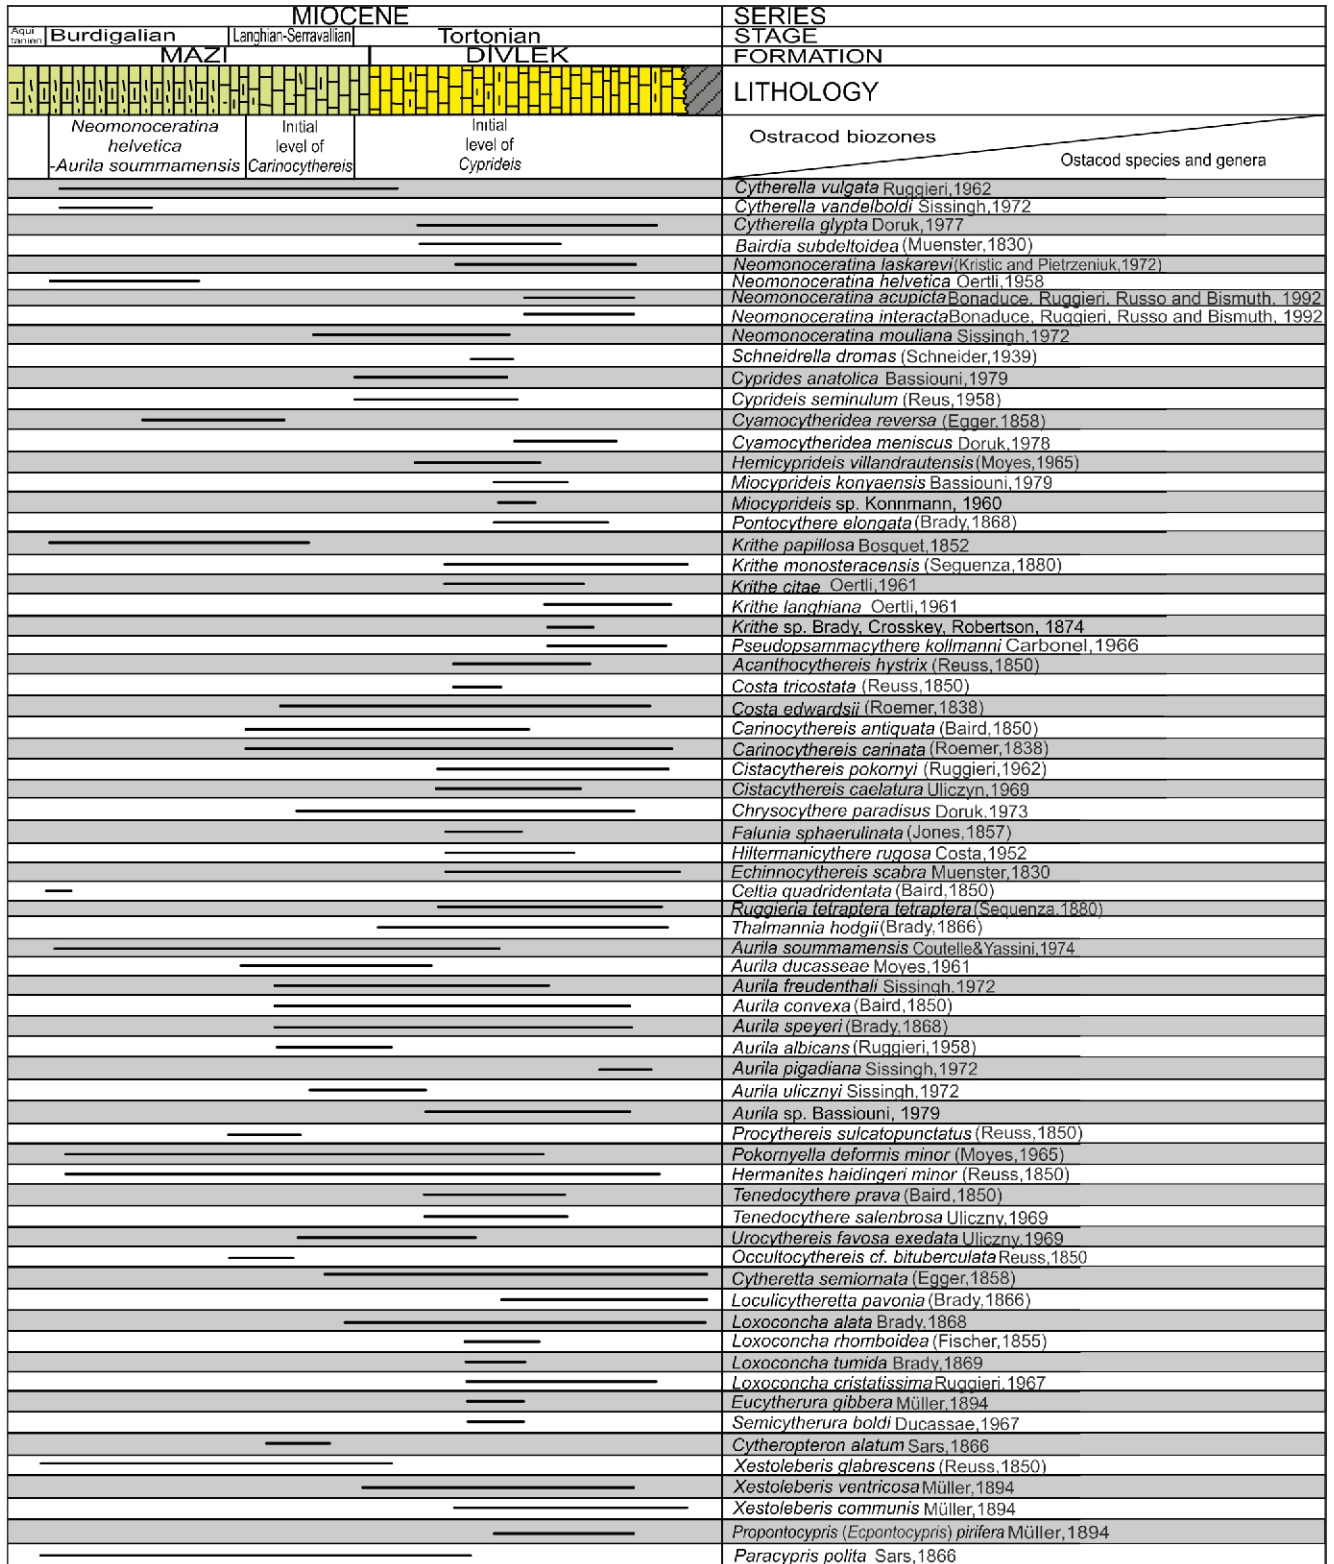 MIOCENE SERIES
Aqui
tanien Burdigalian Langhian-Serravallian Tortonian STAGE
MAZI DİVLEK FORMATION
LITHOLOGY
Neomonoceratina
helvetica
-Aurila soummamensis
Initial
level of
Carinocythereis
Initial
level of
Cyprideis
Ostracod biozones
Ostacod species and genera
Cytherella vulgata Ruggieri,1962
Cytherella vandelboldi Sissingh,1972
Cytherella glypta Doruk,1977
Bairdia subdeltoidea (Muenster,1830)
Neomonoceratina laskarevi(Kristic and Pietrzeniuk,1972)
Neomonoceratina helvetica Oertli,1958
Neomonoceratina acupicta Bonaduce, Ruggieri, Russo and Bismuth, 1992
Neomonoceratina interacta Bonaduce, Ruggieri, Russo and Bismuth, 1992
Neomonoceratina mouliana Sissingh,1972
Schneidrella dromas (Schneider,1939)
Cyprides anatolica Bassiouni,1979
Cyprideis seminulum (Reus,1958)
Cyamocytheridea reversa (Egger,1858)
Cyamocytheridea meniscus Doruk,1978
Hemicyprideis villandrautensis (Moyes,1965)
Miocyprideis konyaensis Bassiouni,1979
Miocyprideis sp. Konnmann, 1960
Pontocythere elongata (Brady,1868)
Krithe papillosa Bosquet,1852
Krithe monosteracensis (Seguenza,1880)
Krithe citae Oertli,1961
Krithe langhiana Oertli,1961
Krithe sp. Brady, Crosskey, Robertson, 1874
Pseudopsammacythere kollmanni Carbonel,1966
Acanthocythereis hystrix (Reuss,1850)
Costa tricostata (Reuss,1850)
Costa edwardsii (Roemer,1838)
Carinocythereis antiquata (Baird,1850)
Carinocythereis carinata (Roemer,1838)
Cistacythereis pokornyi (Ruggieri,1962)
Cistacythereis caelatura Uliczyn,1969
Chrysocythere paradisus Doruk,1973
Falunia sphaerulinata (Jones,1857)
Hiltermanicythere rugosa Costa,1952
Echinnocythereis scabra Muenster,1830
Celtia quadridentata (Baird,1850)
Ruggieria tetraptera tetraptera (Sequenza,1880)
Thalmannia hodgii (Brady,1866)
Aurila soummamensis Coutelle&Yassini,1974
Aurila ducasseae Moyes,1961
Aurila freudenthali Sissingh,1972
Aurila convexa (Baird,1850)
Aurila speyeri (Brady,1868)
Aurila albicans (Ruggieri,1958)
Aurila pigadiana Sissingh,1972
Aurila ulicznyi Sissingh,1972
Aurila sp. Bassiouni, 1979
Procythereis sulcatopunctatus (Reuss,1850)
Pokornyella deformis minor (Moyes,1965)
Hermanites haidingeri minor (Reuss,1850)
Tenedocythere prava (Baird,1850)
Tenedocythere salenbrosa Uliczny,1969
Urocythereis favosa exedata Uliczny,1969
Occultocythereis cf. bituberculata Reuss,1850
Cytheretta semiornata (Egger,1858)
Loculicytheretta pavonia (Brady,1866)
Loxoconcha alata Brady,1868
Loxoconcha rhomboidea (Fischer,1855)
Loxoconcha tumida Brady,1869
Loxoconcha cristatissima Ruggieri,1967
Eucytherura gibbera Müller,1894
Semicytherura boldi Ducassae,1967
Cytheropteron alatum Sars,1866
Xestoleberis glabrescens (Reuss,1850)
Xestoleberis ventricosa Müller,1894
Xestoleberis communis Müller,1894
Propontocypris (Ecpontocypris) pirifera Müller,1894
Paracypris polita Sars,1866